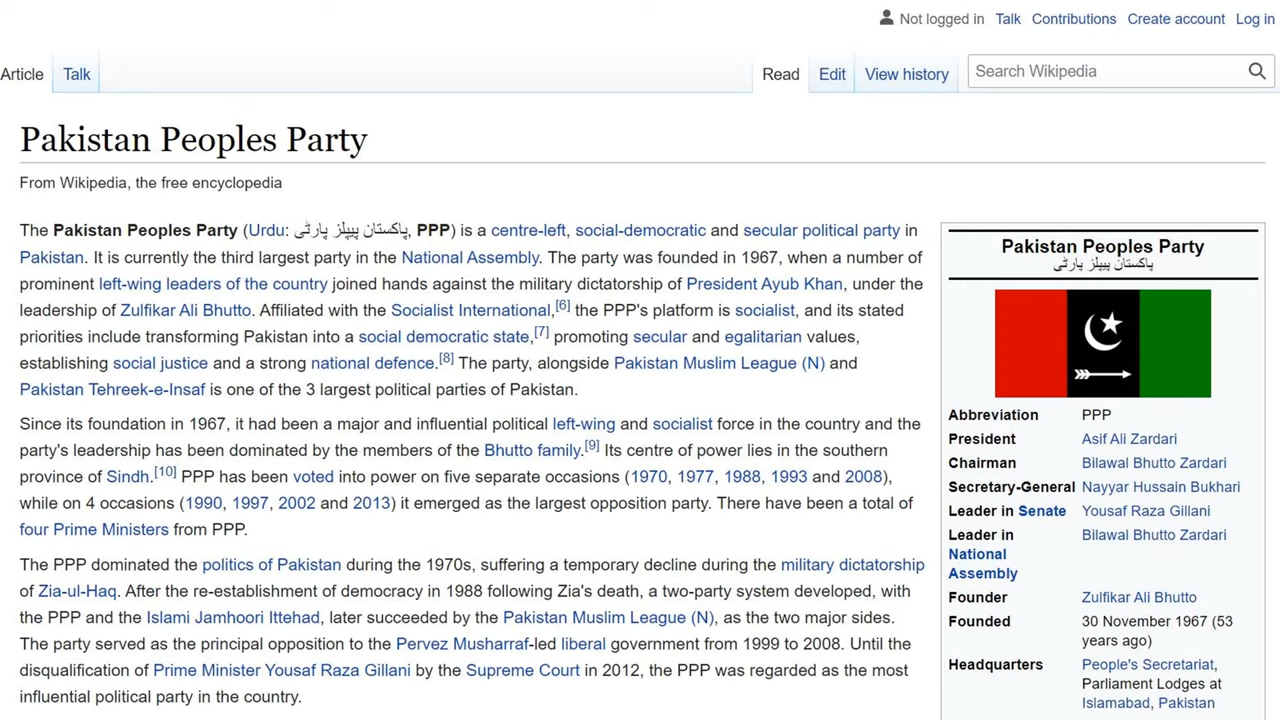 Not logged in Talk Contributions Create account Log in
Article Talk Read Edit View history Search Wikipedia
Pakistan Peoples Party
From Wikipedia, the free encyclopedia
The Pakistan Peoples Party (Urdu: پاکستان پیپلز پارٹی, PPP) is a centre-left, social-democratic and secular political party in
Pakistan. It is currently the third largest party in the National Assembly. The party was founded in 1967, when a number of
prominent left-wing leaders of the country joined hands against the military dictatorship of President Ayub Khan, under the
leadership of Zulfikar Ali Bhutto. Affiliated with the Socialist International,[6] the PPP's platform is socialist, and its stated
priorities include transforming Pakistan into a social democratic state,[7] promoting secular and egalitarian values,
establishing social justice and a strong national defence.[8] The party, alongside Pakistan Muslim League (N) and
Pakistan Tehreek-e-Insaf is one of the 3 largest political parties of Pakistan.
Since its foundation in 1967, it had been a major and influential political left-wing and socialist force in the country and the
party's leadership has been dominated by the members of the Bhutto family.[9] Its centre of power lies in the southern
province of Sindh.[10] PPP has been voted into power on five separate occasions (1970, 1977, 1988, 1993 and 2008),
while on 4 occasions (1990, 1997, 2002 and 2013) it emerged as the largest opposition party. There have been a total of
four Prime Ministers from PPP.
The PPP dominated the politics of Pakistan during the 1970s, suffering a temporary decline during the military dictatorship
of Zia-ul-Haq. After the re-establishment of democracy in 1988 following Zia's death, a two-party system developed, with
the PPP and the Islami Jamhoori Ittehad, later succeeded by the Pakistan Muslim League (N), as the two major sides.
The party served as the principal opposition to the Pervez Musharraf-led liberal government from 1999 to 2008. Until the
disqualification of Prime Minister Yousaf Raza Gillani by the Supreme Court in 2012, the PPP was regarded as the most
influential political party in the country.
Pakistan Peoples Party
پاکستان پیپلز پارٹی
Abbreviation PPP
President Asif Ali Zardari
Chairman Bilawal Bhutto Zardari
Secretary-General Nayyar Hussain Bukhari
Leader in Senate Yousaf Raza Gillani
Leader in Bilawal Bhutto Zardari
National
Assembly
Founder Zulfikar Ali Bhutto
Founded 30 November 1967 (53
years ago)
Headquarters People's Secretariat,
Parliament Lodges at
Islamabad, Pakistan